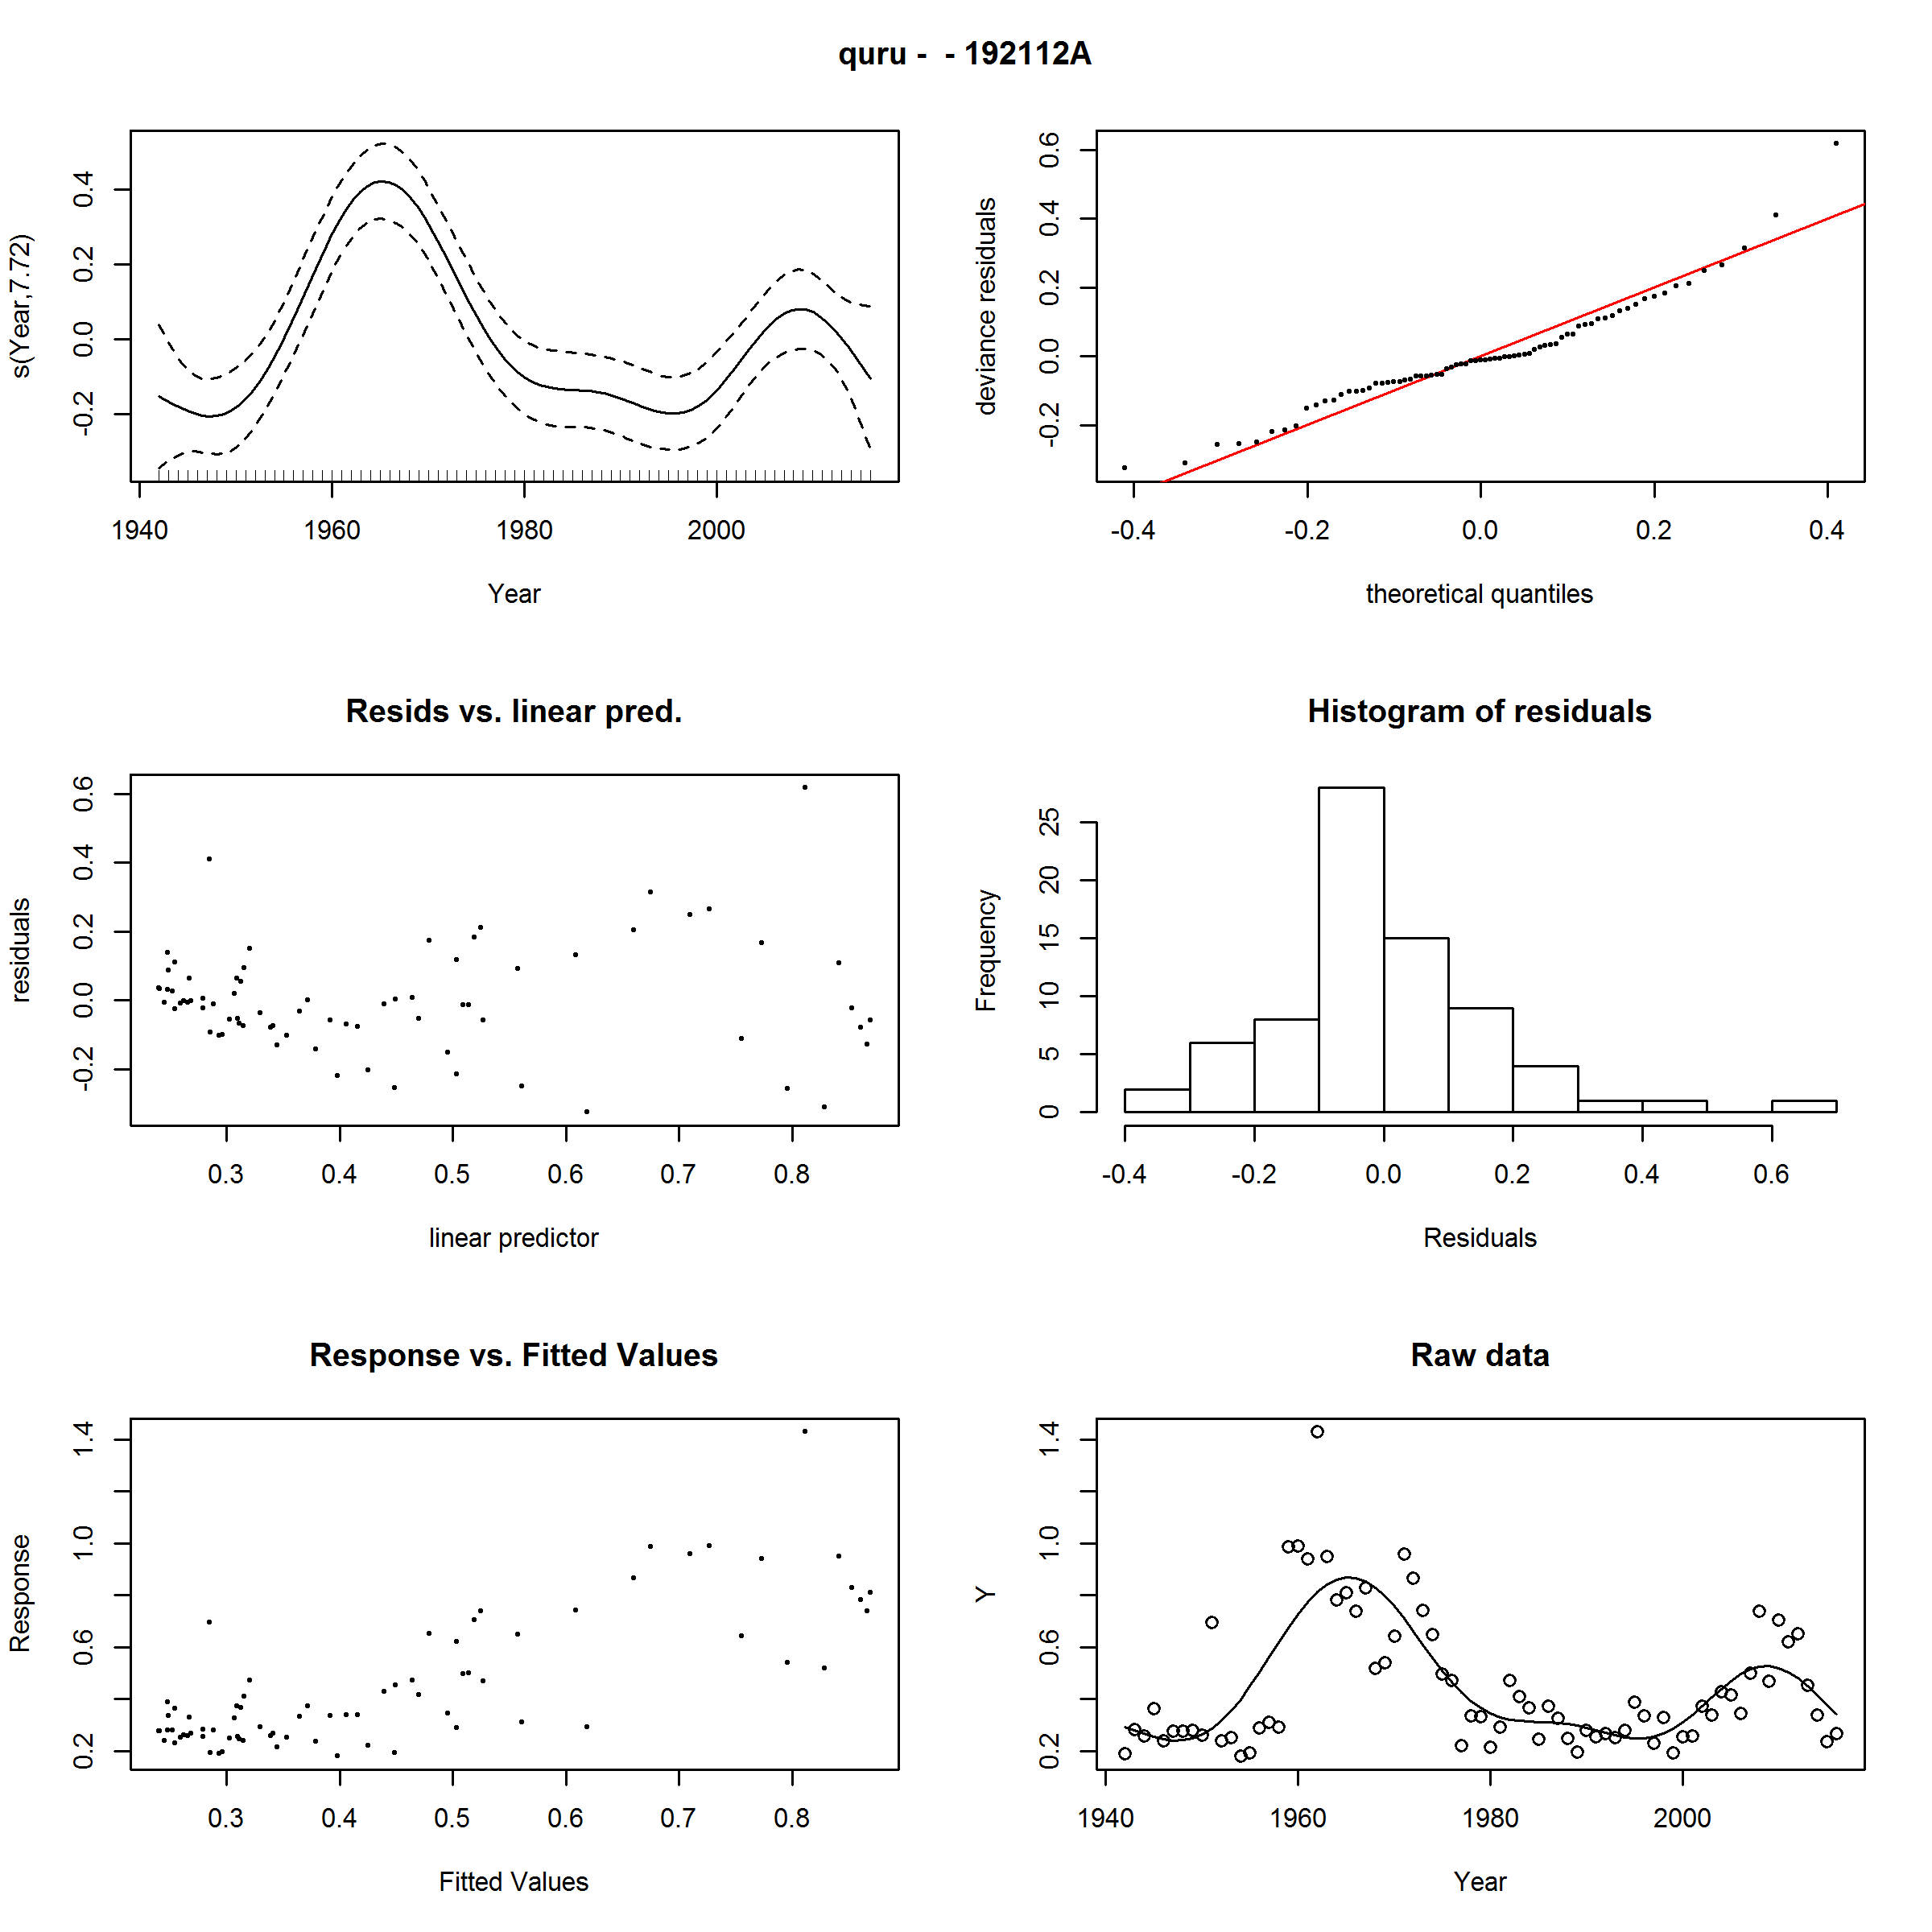 quru -  - 192112A
s(Year,7.72)
0.4
0.2
0.0
-0.2
1940 1960 1980 2000
Year
deviance residuals
0.6
0.4
0.2
0.0
-0.2
-0.4 -0.2 0.0 0.2 0.4
theoretical quantiles
Resids vs. linear pred.
residuals
0.6
0.4
0.2
0.0
-0.2
0.3 0.4 0.5 0.6 0.7 0.8
linear predictor
Histogram of residuals
Frequency
25
20
15
10
5
0
-0.4 -0.2 0.0 0.2 0.4 0.6
Residuals
Response vs. Fitted Values
Response
1.4
1.0
0.6
0.2
0.3 0.4 0.5 0.6 0.7 0.8
Fitted Values
Raw data
Y
1.4
1.0
0.6
0.2
1940 1960 1980 2000
Year